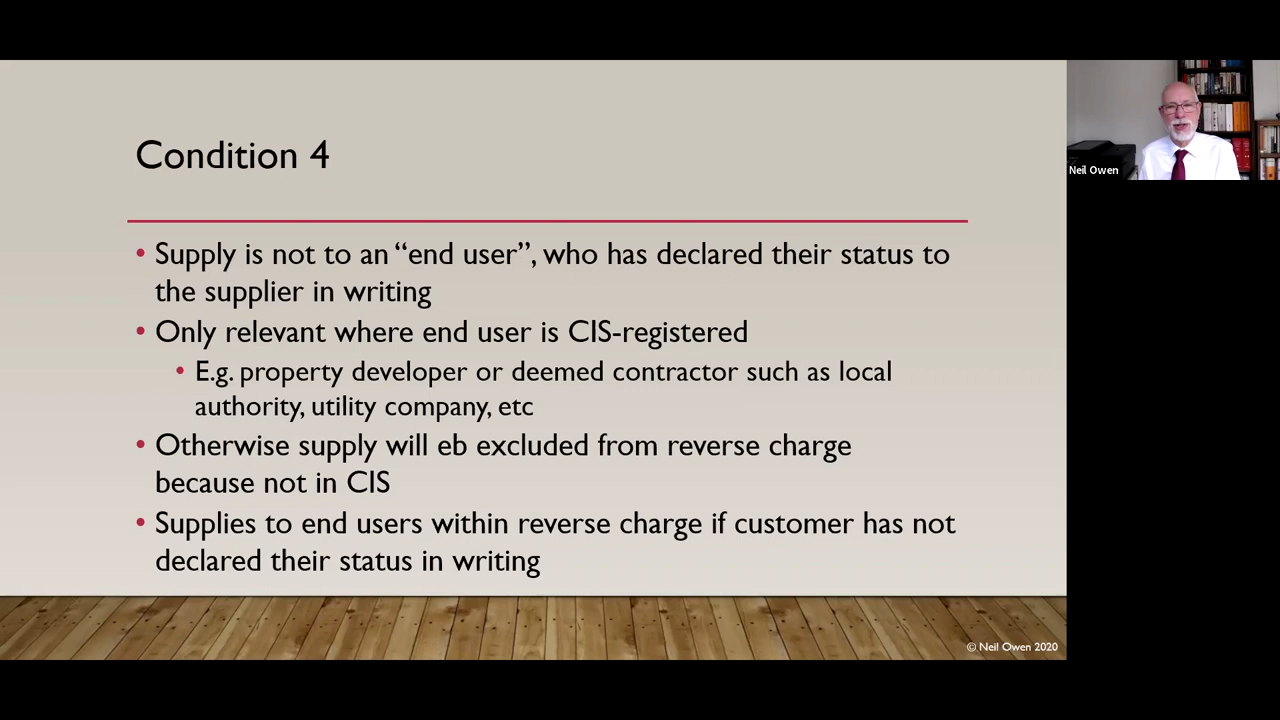 Condition 4
• Supply is not to an “end user”, who has declared their status to
the supplier in writing
• Only relevant where end user is CIS-registered
• E.g. property developer or deemed contractor such as local
authority, utility company, etc
• Otherwise supply will eb excluded from reverse charge
because not in CIS
• Supplies to end users within reverse charge if customer has not
declared their status in writing
© Neil Owen 2020
Neil Owen